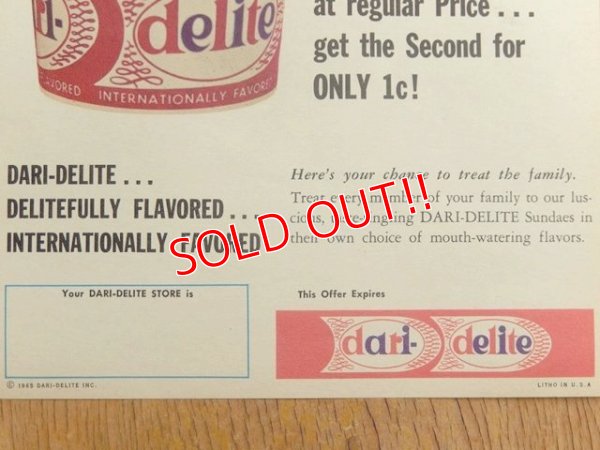 at regular Price...
get the Second for
ONLY 1c!
ri-
delite
AVORED
INTERNATIONALLY FAVORE
DARI-DELITE...
DELITEFULLY FLAVORED...
INTERNATIONALLY FAVORED
Here's your chance to treat the family.
Treat every member of your family to our lus-
cious, DARI-DELITE Sundaes in
their own choice of mouth-watering flavors.
SOLD OUT!!
Your DARI-DELITE STORE is
This Offer Expires
dari- delite
© 1965 DARI-DELITE INC.
LITHO IN U.S.A